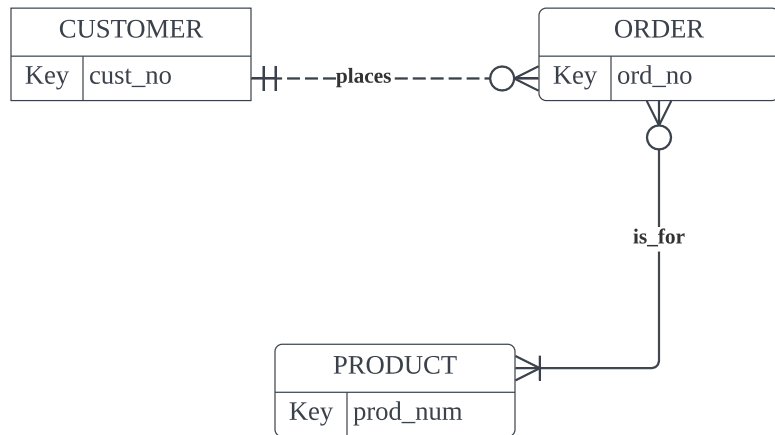 CUSTOMER
Key cust_no
places
ORDER
Key ord_no
is_for
PRODUCT
Key prod_num